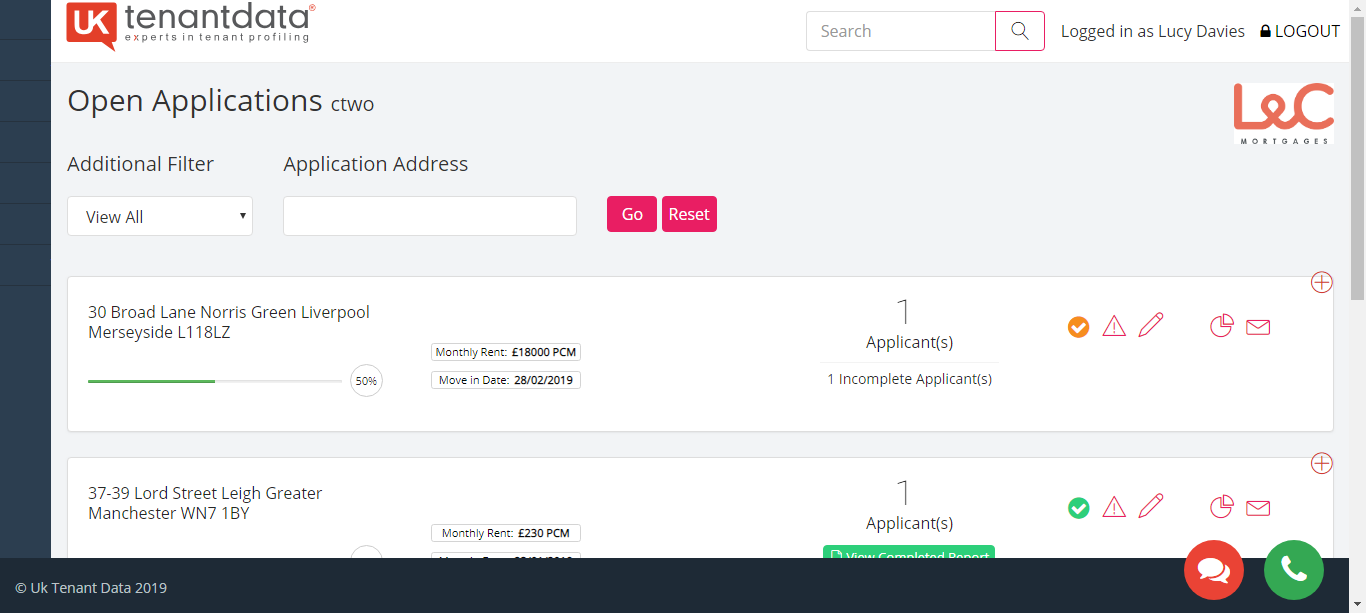 UK tenantdata®
experts in tenant profiling
Search
Logged in as Lucy Davies
LOGOUT
Open Applications ctwo
L&C
MORTGAGES
Additional Filter
Application Address
View All
Go
Reset
30 Broad Lane Norris Green Liverpool
Merseyside L118LZ
50%
Monthly Rent: £18000 PCM
Move in Date: 28/02/2019
1
Applicant(s)
1 Incomplete Applicant(s)
37-39 Lord Street Leigh Greater
Manchester WN7 1BY
Monthly Rent: £230 PCM
1
Applicant(s)
View Completed Report
© Uk Tenant Data 2019